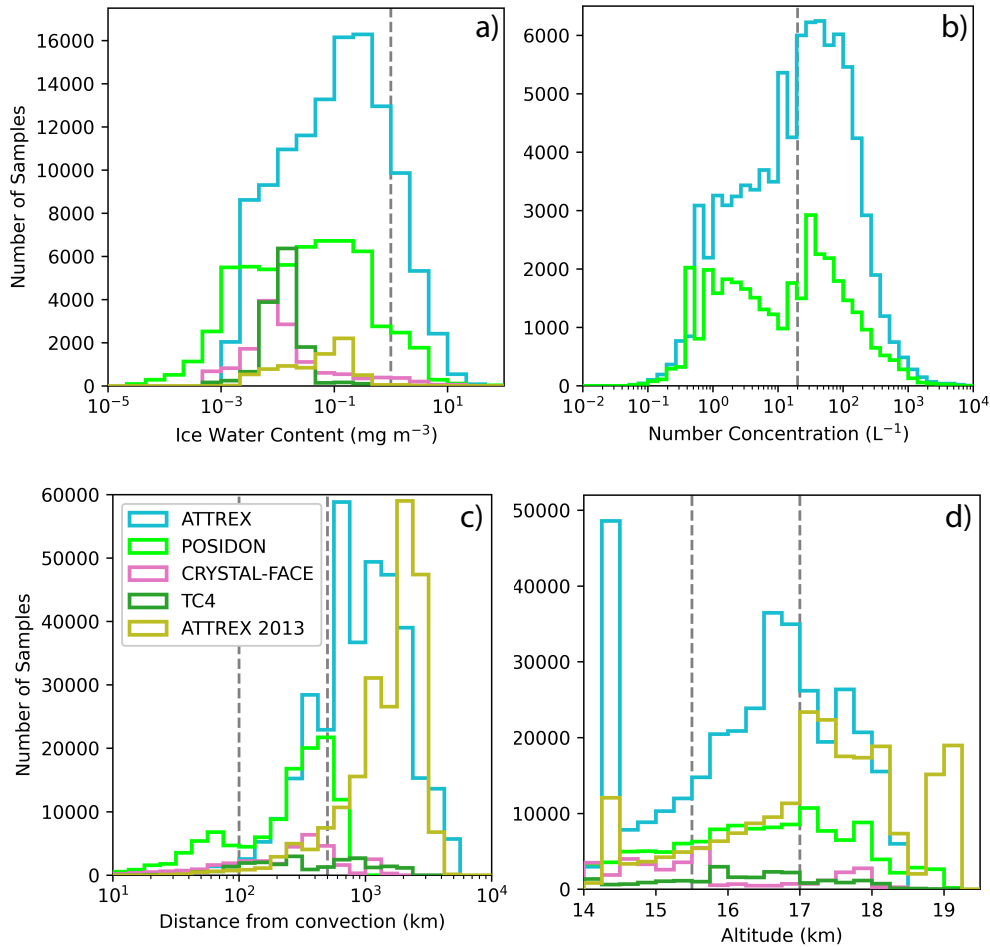 a)
16000
14000
12000
10000
8000
6000
4000
2000
0
Number of Samples
10⁻⁵ 10⁻³ 10⁻¹ 10¹
Ice Water Content (mg m⁻³)
b)
6000
5000
4000
3000
2000
1000
0
10⁻² 10⁻¹ 10⁰ 10¹ 10² 10³ 10⁴
Number Concentration (L⁻¹)
c)
60000
50000
40000
30000
20000
10000
0
Number of Samples
ATTREX
POSIDON
CRYSTAL-FACE
TC4
ATTREX 2013
10¹ 10² 10³ 10⁴
Distance from convection (km)
d)
50000
40000
30000
20000
10000
0
14 15 16 17 18 19
Altitude (km)